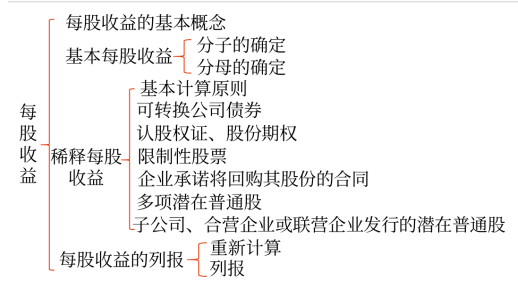 每股收益
每股收益的基本概念
基本每股收益
分子的确定
分母的确定
稀释每股
收益
基本计算原则
可转换公司债券
认股权证、股份期权
限制性股票
企业承诺将回购其股份的合同
多项潜在普通股
子公司、合营企业或联营企业发行的潜在普通股
每股收益的列报
重新计算
列报